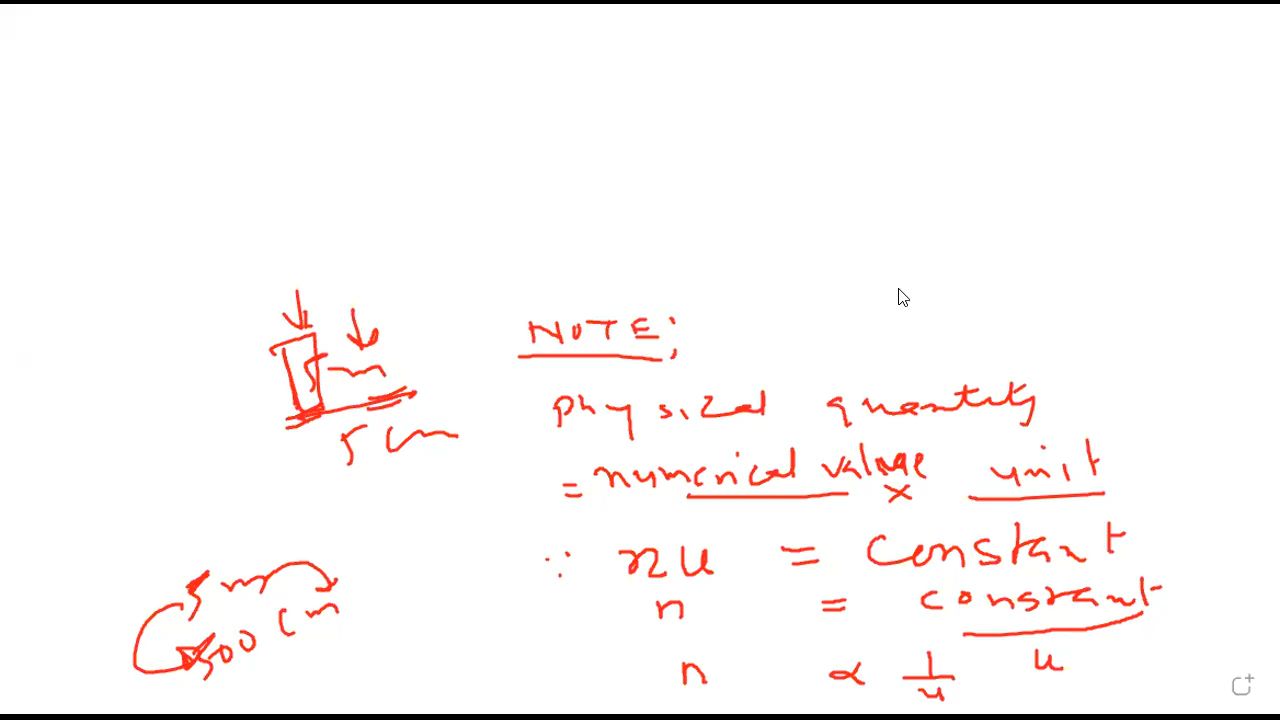 NOTE:
5 m
physical quantity
5 cm
= numerical value × unit
∵ nu = constant
5 m
n = constant
500 cm
u
n ∝ 1/u